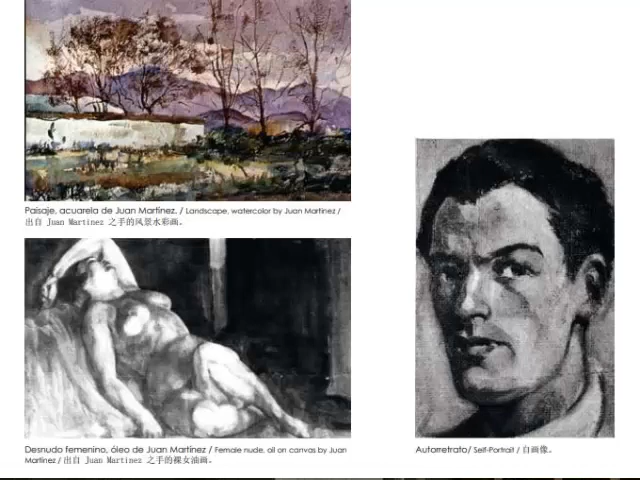 Paisaje, acuarela de Juan Martínez. / Landscape, watercolor by Juan Martínez /
出自 Juan Martinez 之手的风景水彩画。
Desnudo femenino, óleo de Juan Martínez / Female nude, oil on canvas by Juan
Martínez / 出自 Juan Martinez 之手的裸女油画。
Autorretrato/ Self-Portrait / 自画像。